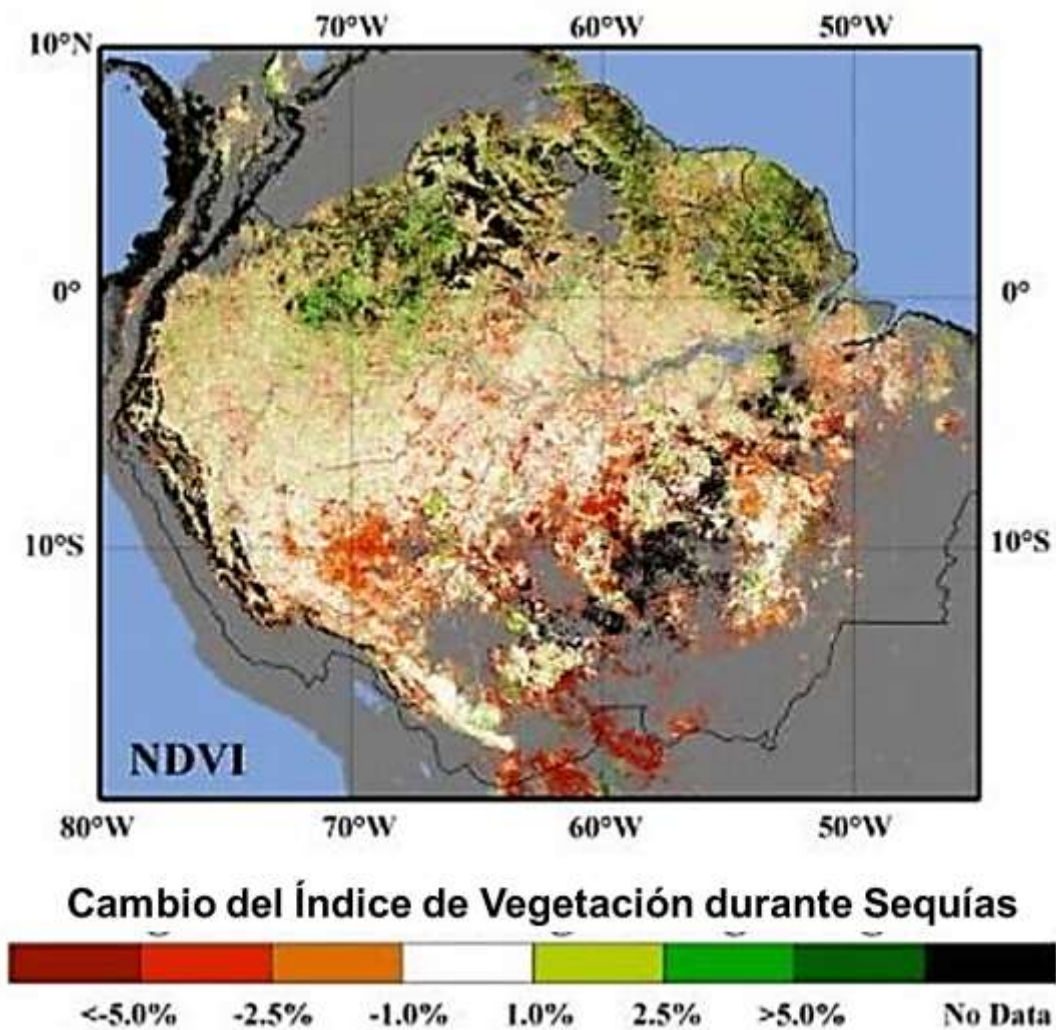 70°W 60°W 50°W
10°N
0° 0°
10°S 10°S
NDVI
80°W 70°W 60°W 50°W
Cambio del Índice de Vegetación durante Sequías
<-5.0% -2.5% -1.0% 1.0% 2.5% >5.0% No Data